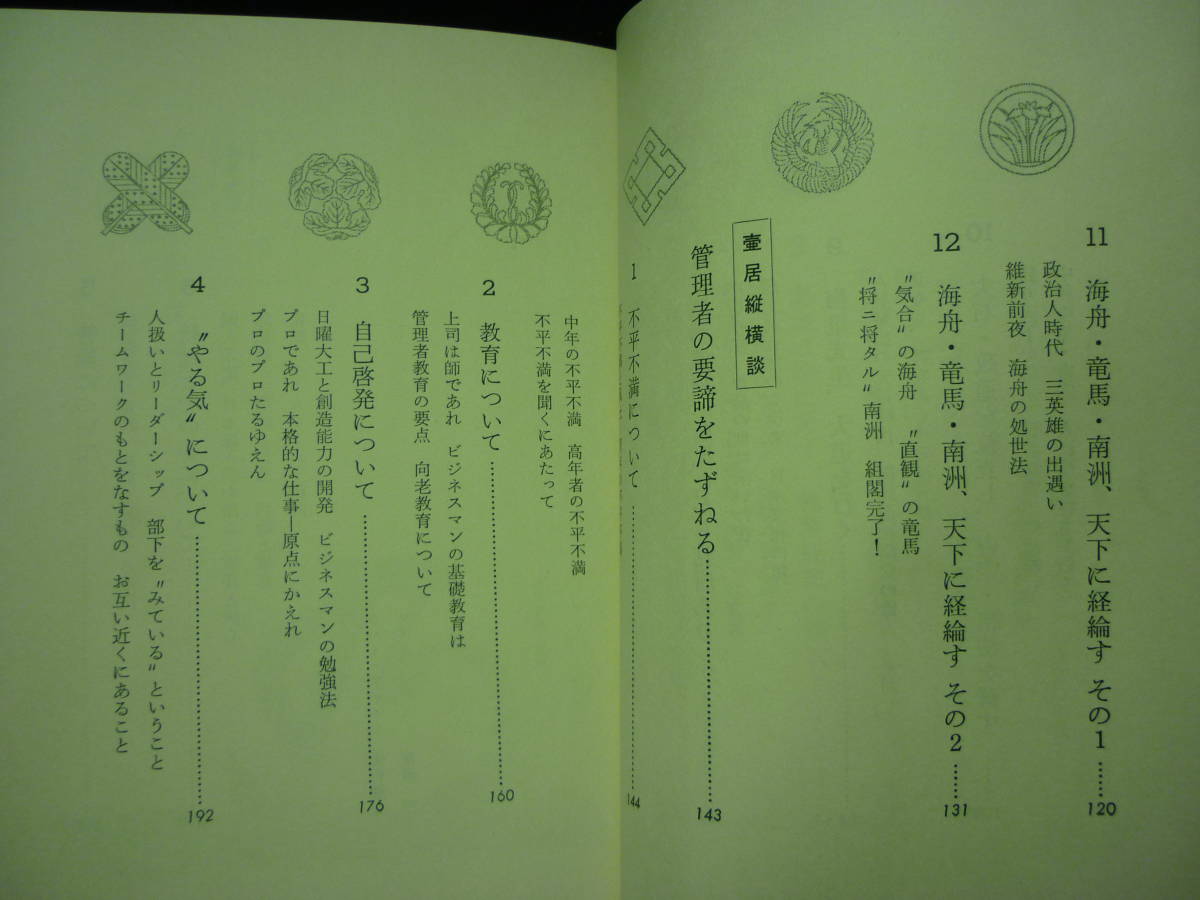 11 海舟・竜馬・南洲、天下に経綸す その1 …… 120
政治人時代 三英雄の出遇い
維新前夜 海舟の処世法
12 海舟・竜馬・南洲、天下に経綸す その2 …… 131
〝気合〟の海舟 〝直観〟の竜馬
〝将ニ将タル〟南洲 組閣完了!
壷居縦横談
管理者の要諦をたずねる …… 143
1 不平不満について …… 144
中年の不平不満 高年者の不平不満
不平不満を聞くにあたって
2 教育について …… 160
上司は師であれ ビジネスマンの基礎教育は
管理者教育の要点 向老教育について
3 自己啓発について …… 176
日曜大工と創造能力の開発 ビジネスマンの勉強法
プロであれ 本格的な仕事―原点にかえれ
プロのプロたるゆえん
4 〝やる気〟について …… 192
人扱いとリーダーシップ 部下を〝みている〟ということ
チームワークのもとをなすもの お互い近くにあること